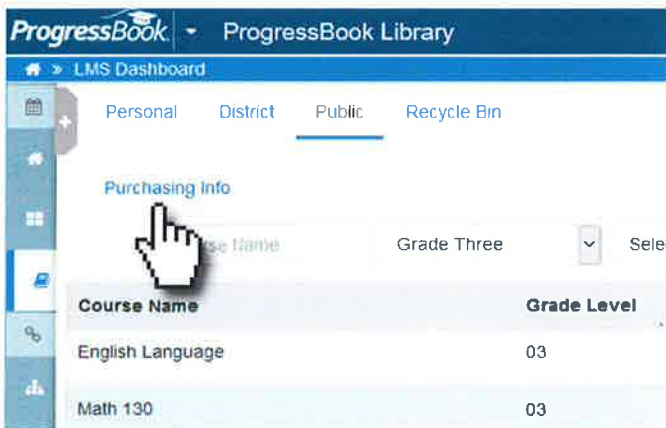 ProgressBook ProgressBook Library
» LMS Dashboard
Personal District Public Recycle Bin
Purchasing Info
Name Grade Three
Course Name Grade Level
English Language 03
Math 130 03